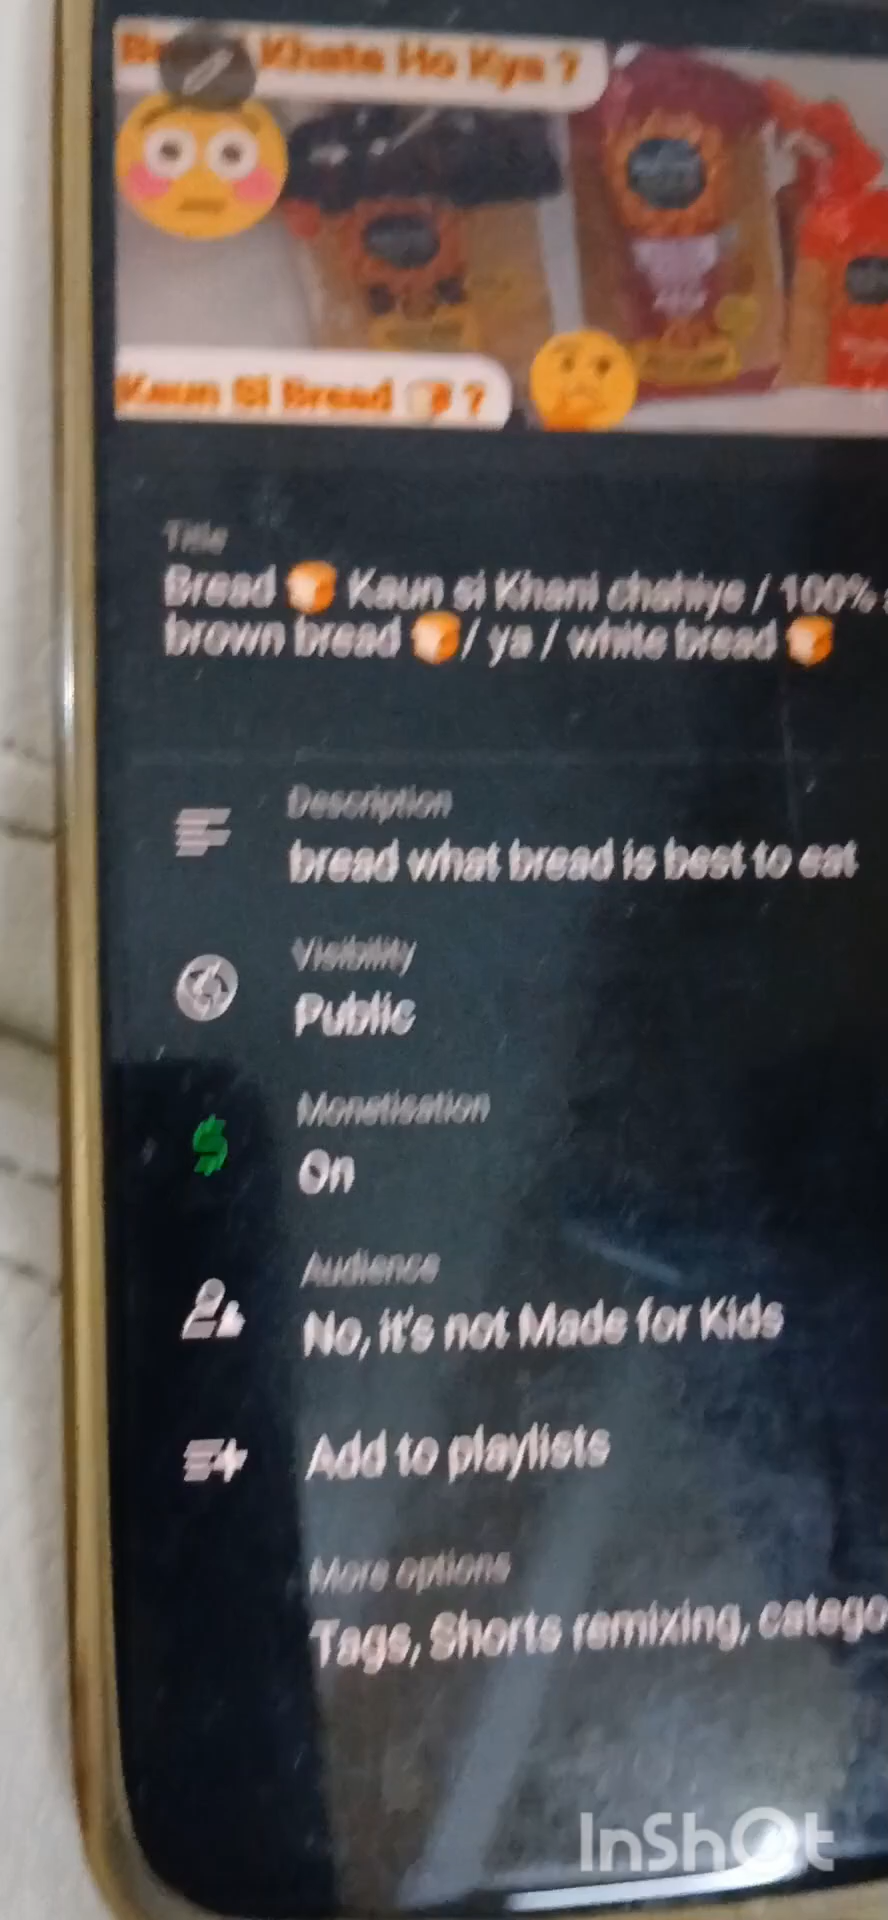 Khate Ho Kya ?
Kaun Si Bread 🍞 ?
Title
Bread 🍞 Kaun si Khani chahiye / 100%
brown bread 🍞 / ya / white bread 🍞
Description
bread what bread is best to eat
Visibility
Public
Monetisation
On
Audience
No, it's not Made for Kids
Add to playlists
More options
Tags, Shorts remixing, catego
InShOt